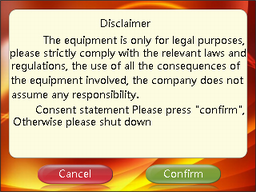 Disclaimer
The equipment is only for legal purposes,
please strictly comply with the relevant laws and
regulations, the use of all the consequences of
the equipment involved, the company does not
assume any responsibility.
Consent statement Please press "confirm",
Otherwise please shut down
Cancel
Confirm